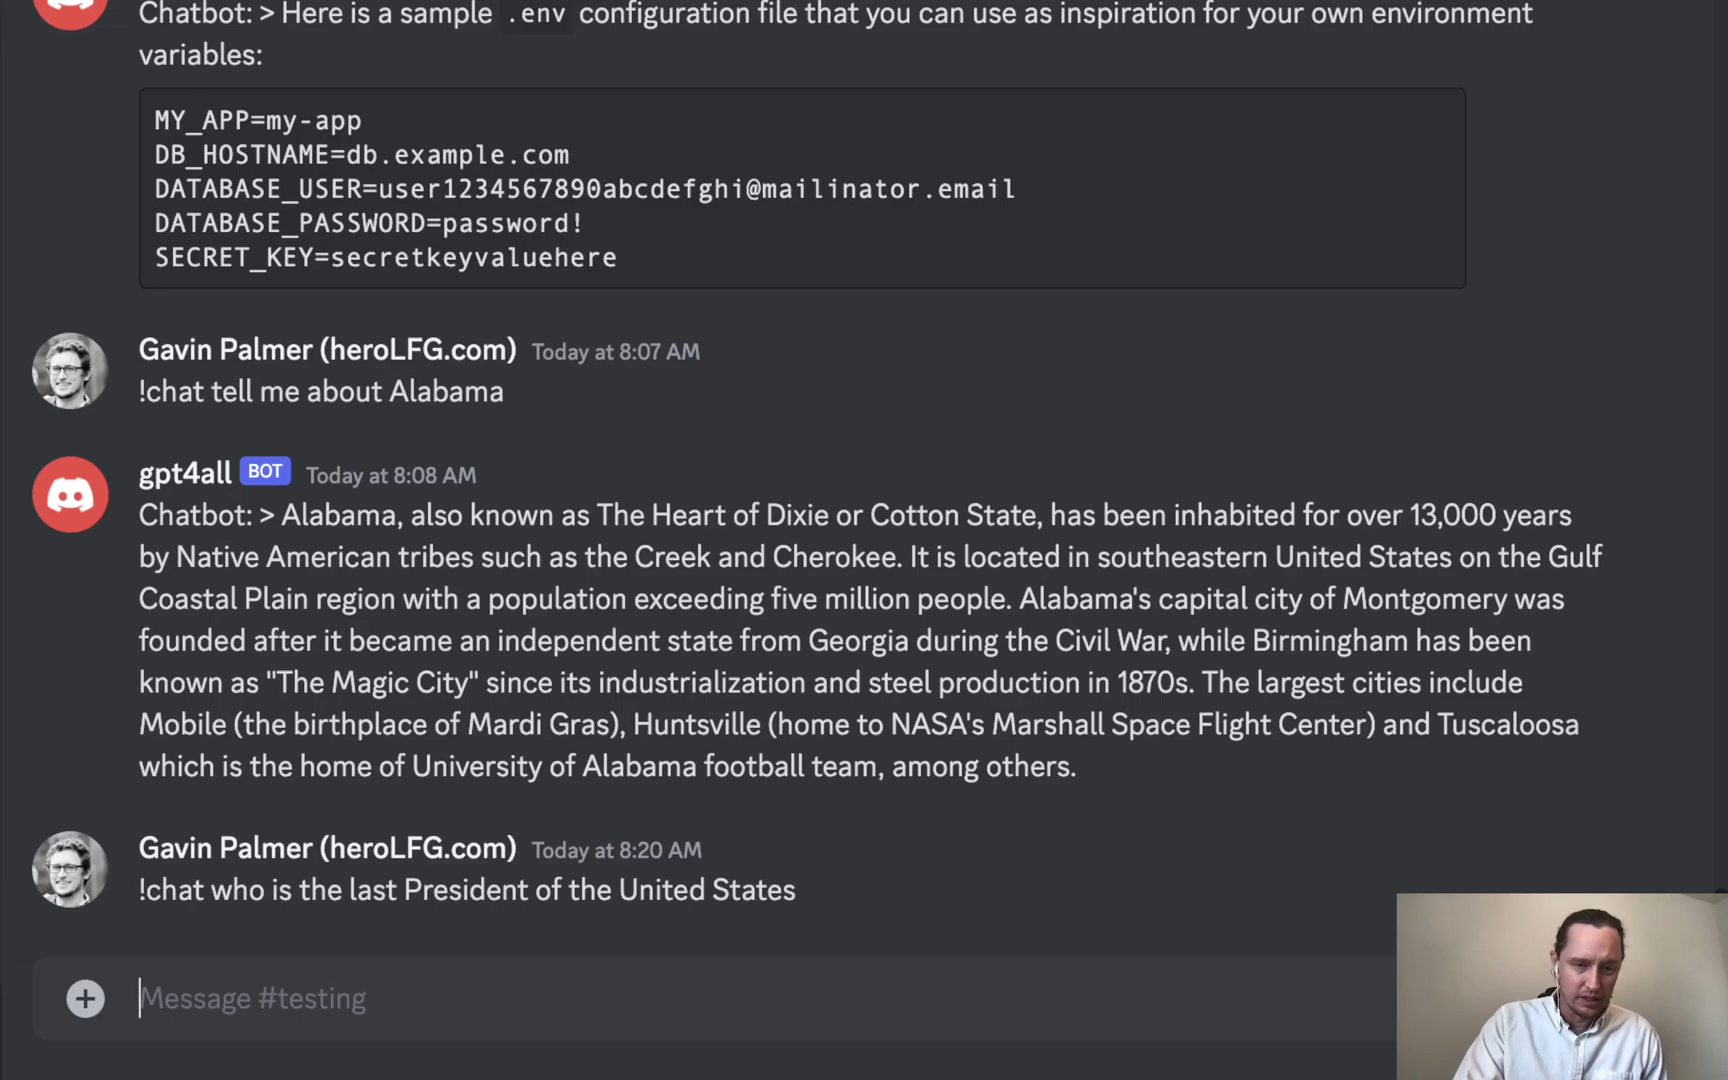 Chatbot: > Here is a sample .env configuration file that you can use as inspiration for your own environment
variables:
MY_APP=my-app
DB_HOSTNAME=db.example.com
DATABASE_USER=user1234567890abcdefghi@mailinator.email
DATABASE_PASSWORD=password!
SECRET_KEY=secretkeyvaluehere
Gavin Palmer (heroLFG.com) Today at 8:07 AM
!chat tell me about Alabama
gpt4all BOT Today at 8:08 AM
Chatbot: > Alabama, also known as The Heart of Dixie or Cotton State, has been inhabited for over 13,000 years
by Native American tribes such as the Creek and Cherokee. It is located in southeastern United States on the Gulf
Coastal Plain region with a population exceeding five million people. Alabama's capital city of Montgomery was
founded after it became an independent state from Georgia during the Civil War, while Birmingham has been
known as "The Magic City" since its industrialization and steel production in 1870s. The largest cities include
Mobile (the birthplace of Mardi Gras), Huntsville (home to NASA's Marshall Space Flight Center) and Tuscaloosa
which is the home of University of Alabama football team, among others.
Gavin Palmer (heroLFG.com) Today at 8:20 AM
!chat who is the last President of the United States
Message #testing